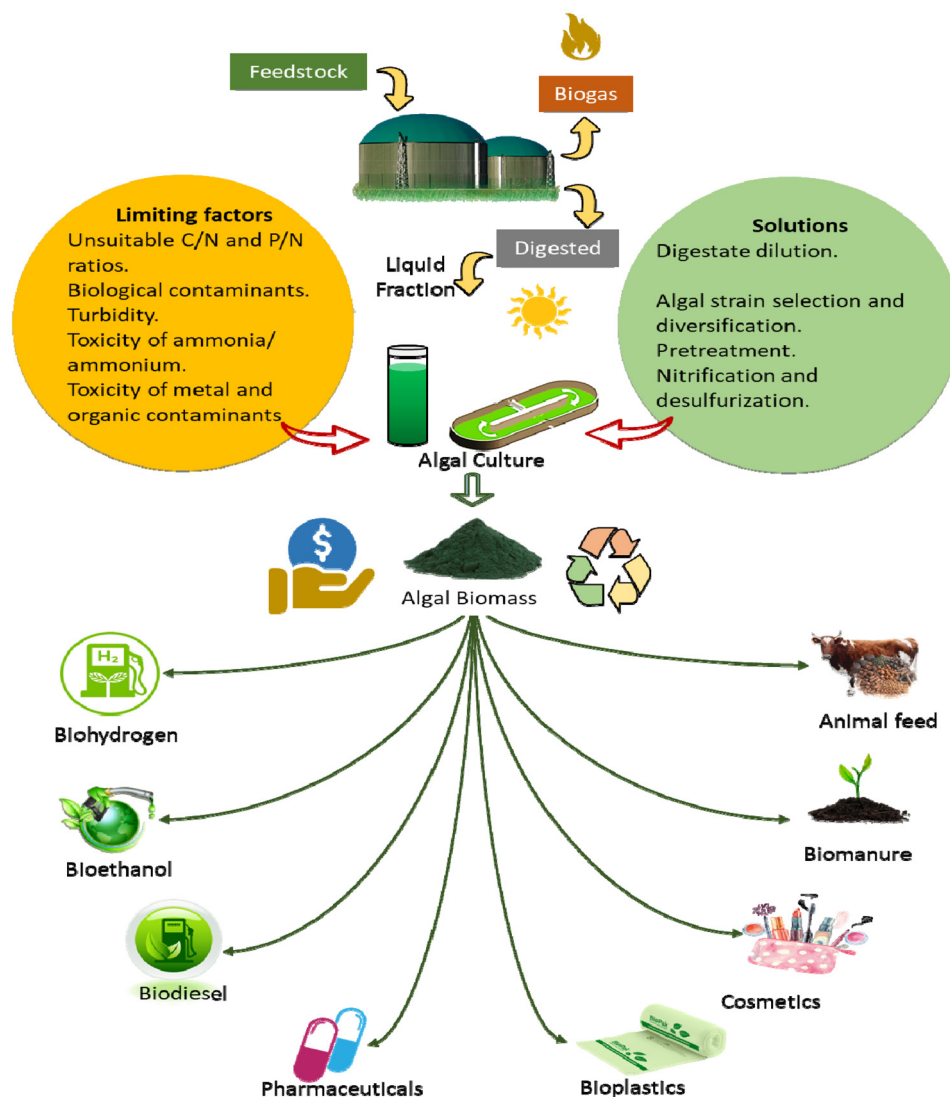 Feedstock
Biogas
Limiting factors
Unsuitable C/N and P/N
ratios.
Biological contaminants.
Turbidity.
Toxicity of ammonia/
ammonium.
Toxicity of metal and
organic contaminants
Digested
Liquid
Fraction
Solutions
Digestate dilution.
Algal strain selection and
diversification.
Pretreatment.
Nitrification and
desulfurization.
Algal Culture
$
Algal Biomass
H2
Biohydrogen
Animal feed
Bioethanol
Biomanure
Biodiesel
Cosmetics
Pharmaceuticals
Bioplastics